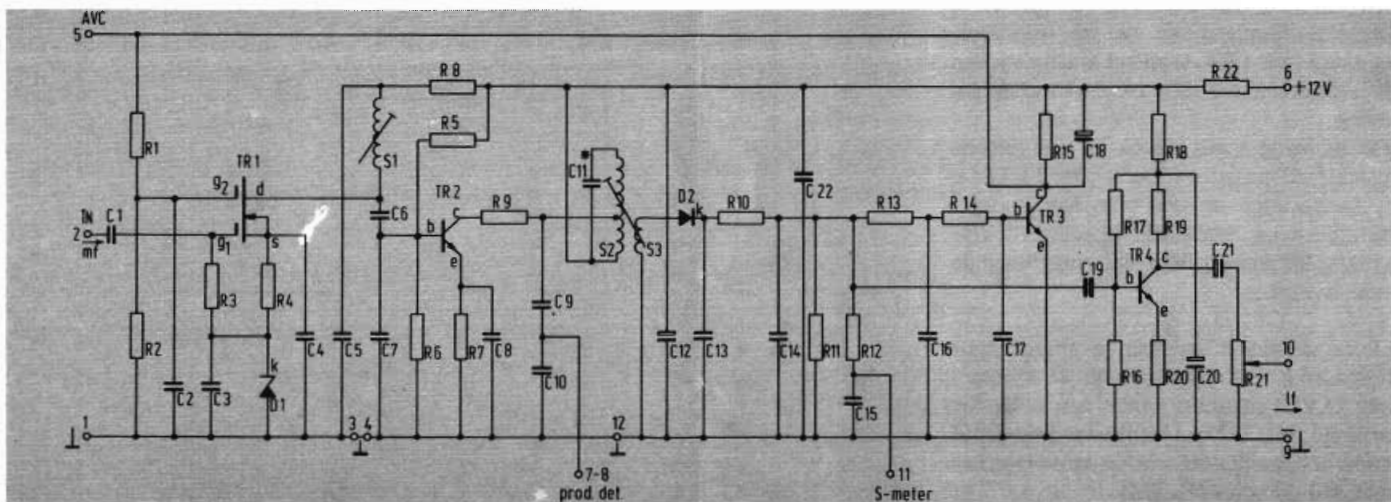 AVC
5
R8
R22
6
+12V
R1
S1
R5
C11
R15
C18
R18
TR1
D2
k
R10
C22
R13
R14
c
g2
d
TR2
c
R9
b
TR3
R17
R19
IN
C1
C6
b
S2
S3
e
TR4
c
C21
2
mf
g1
s
e
C19
b
R3
R4
C9
e
R2
C4
C5
C7
R6
R7
C8
C12
C13
C14
R11
R12
C16
C17
R16
R20
C20
R21
10
k
C10
C2
C3
D1
C15
lf
1
3
4
12
9
7-8
11
prod. det.
S-meter